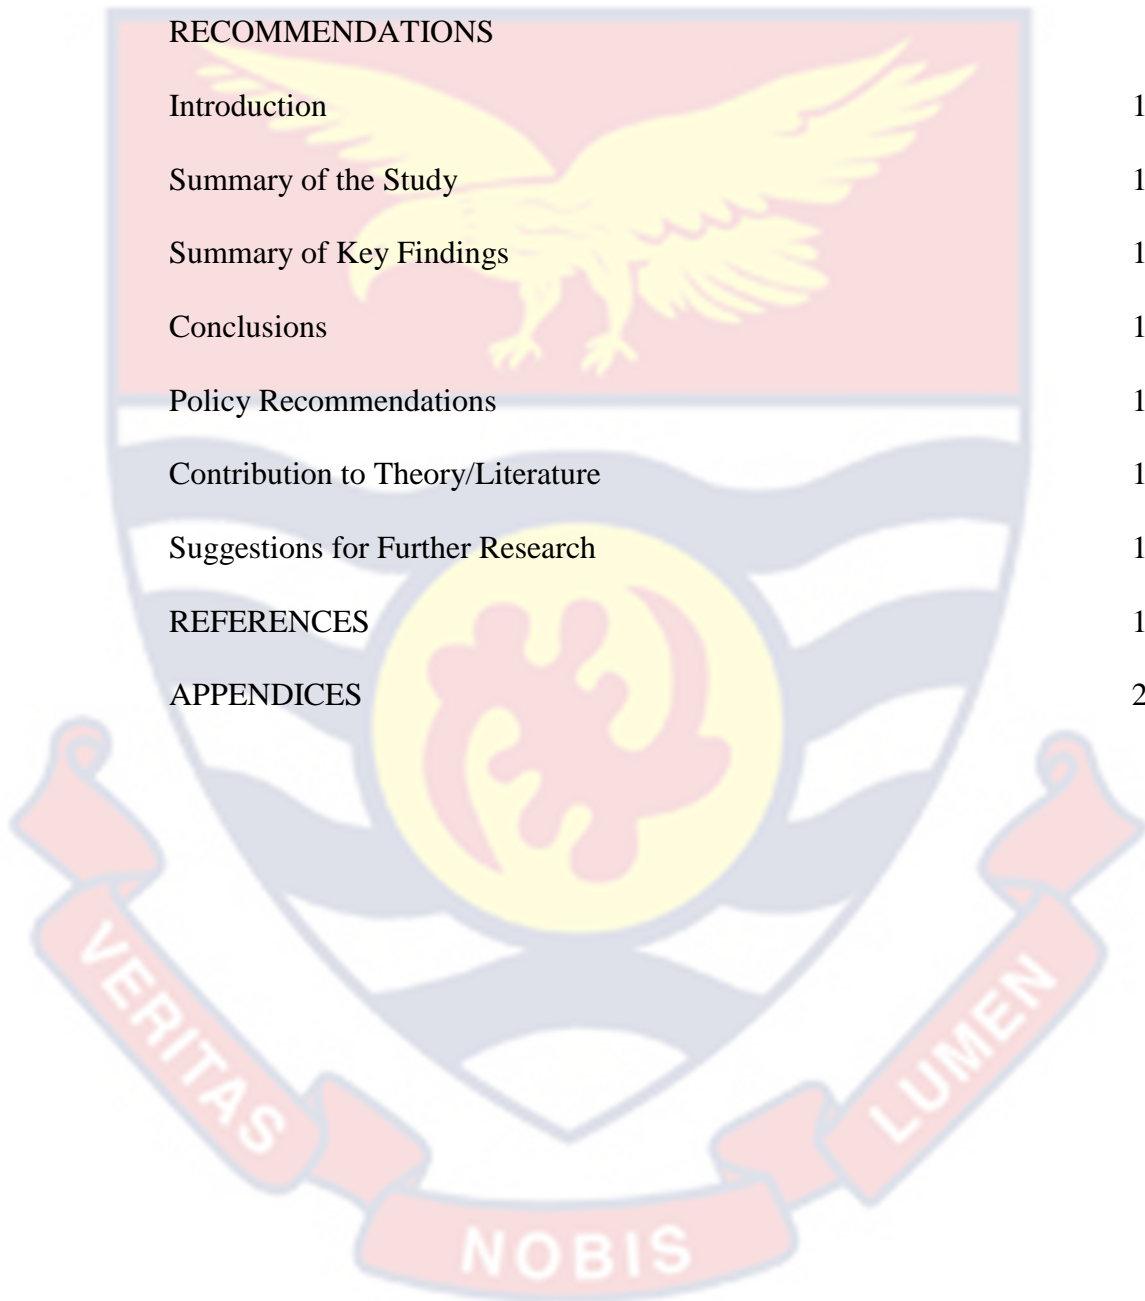 RECOMMENDATIONS
Introduction 1
Summary of the Study 1
Summary of Key Findings 1
Conclusions 1
Policy Recommendations 1
Contribution to Theory/Literature 1
Suggestions for Further Research 1
REFERENCES 1
APPENDICES 2
VERITAS
NOBIS
LUMEN